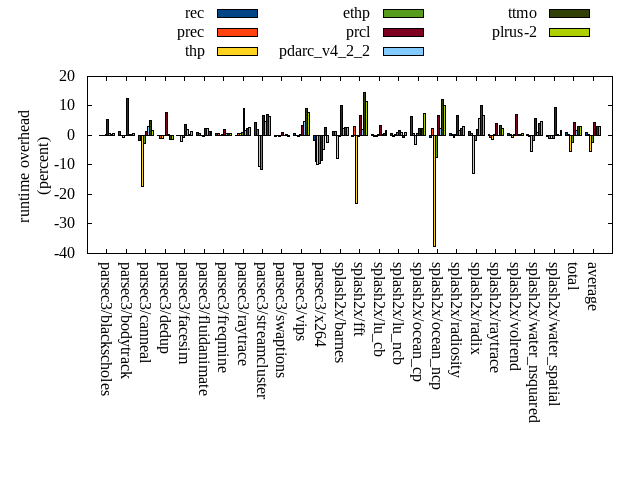 rec ethp ttmo
prec prcl plrus-2
thp pdarc_v4_2_2
runtime overhead
(percent)
20
10
0
-10
-20
-30
-40
parsec3/blackscholes
parsec3/bodytrack
parsec3/canneal
parsec3/dedup
parsec3/facesim
parsec3/fluidanimate
parsec3/freqmine
parsec3/raytrace
parsec3/streamcluster
parsec3/swaptions
parsec3/vips
parsec3/x264
splash2x/barnes
splash2x/fft
splash2x/lu_cb
splash2x/lu_ncb
splash2x/ocean_cp
splash2x/ocean_ncp
splash2x/radiosity
splash2x/radix
splash2x/raytrace
splash2x/volrend
splash2x/water_nsquared
splash2x/water_spatial
total
average